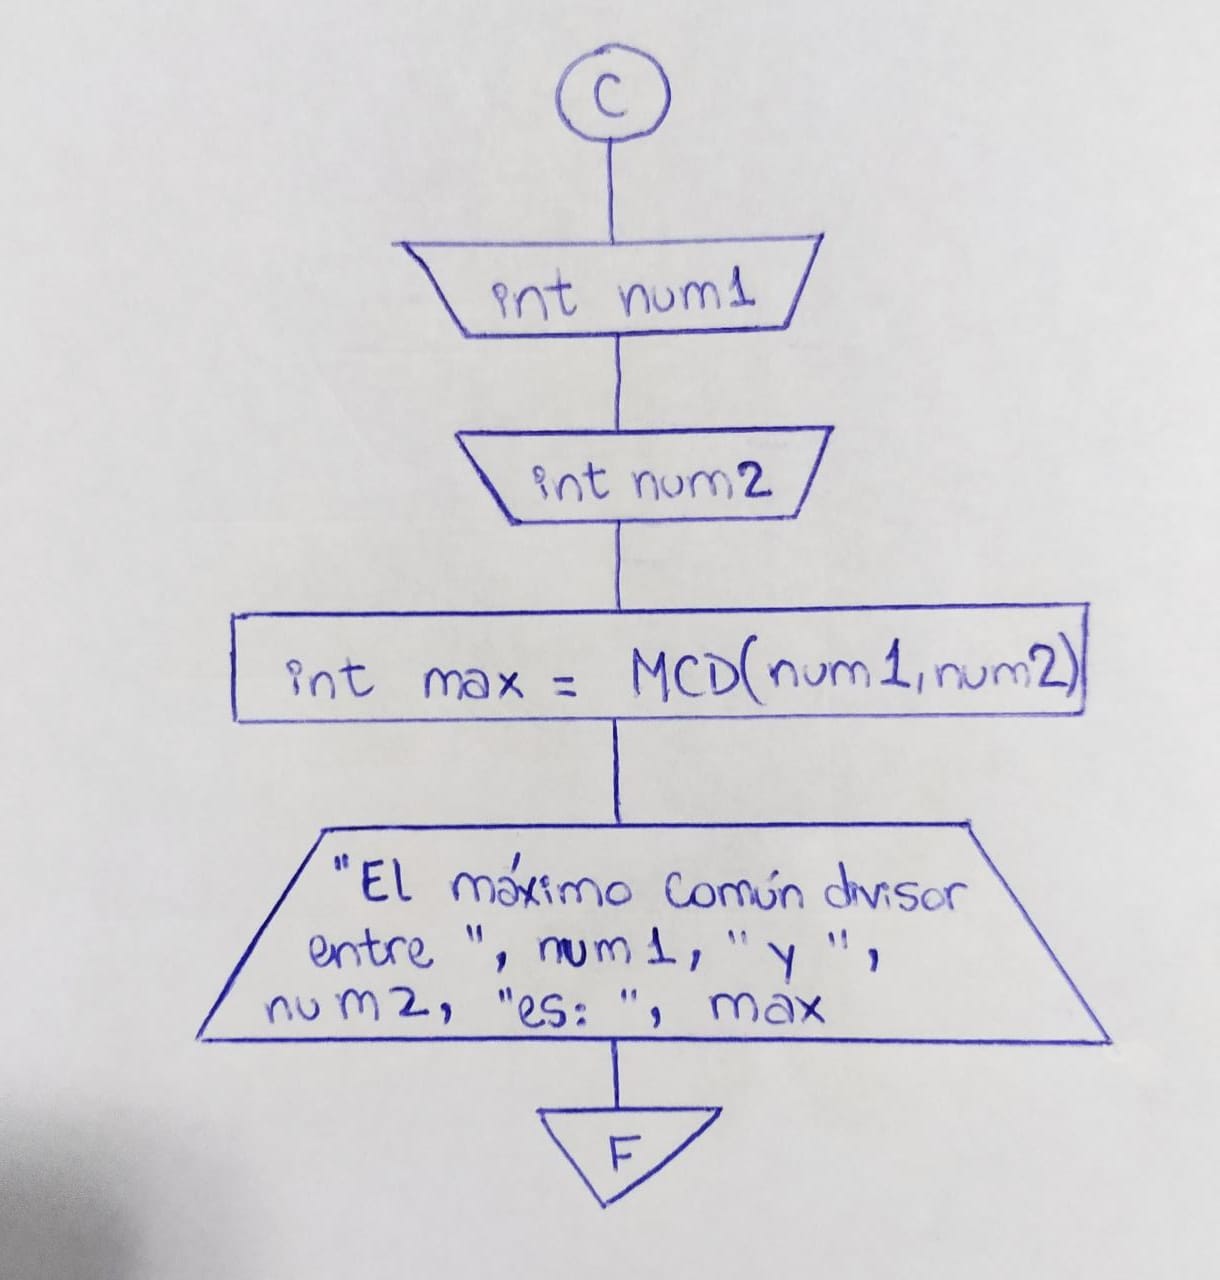 C
int num1
int num2
int max = MCD(num1, num2)
"El máximo común divisor
entre ", num1, " y ",
num2, "es: ", max
F